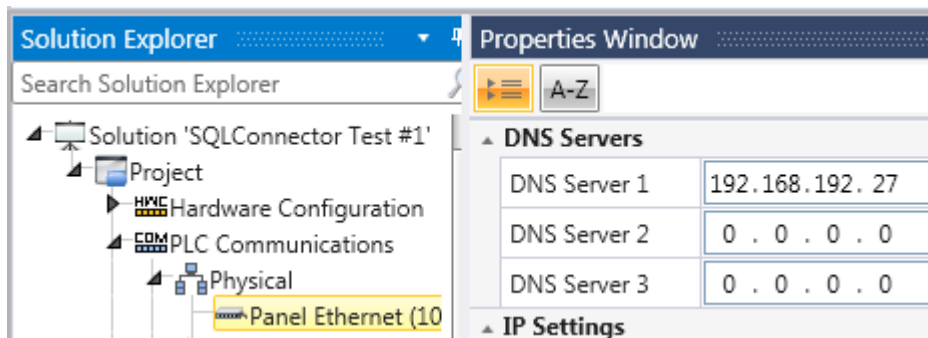 Solution Explorer
Search Solution Explorer
Solution 'SQLConnector Test #1'
Project
HWC Hardware Configuration
COM PLC Communications
Physical
Panel Ethernet (10
Properties Window
A-Z
DNS Servers
DNS Server 1 192.168.192. 27
DNS Server 2 0 . 0 . 0 . 0
DNS Server 3 0 . 0 . 0 . 0
IP Settings